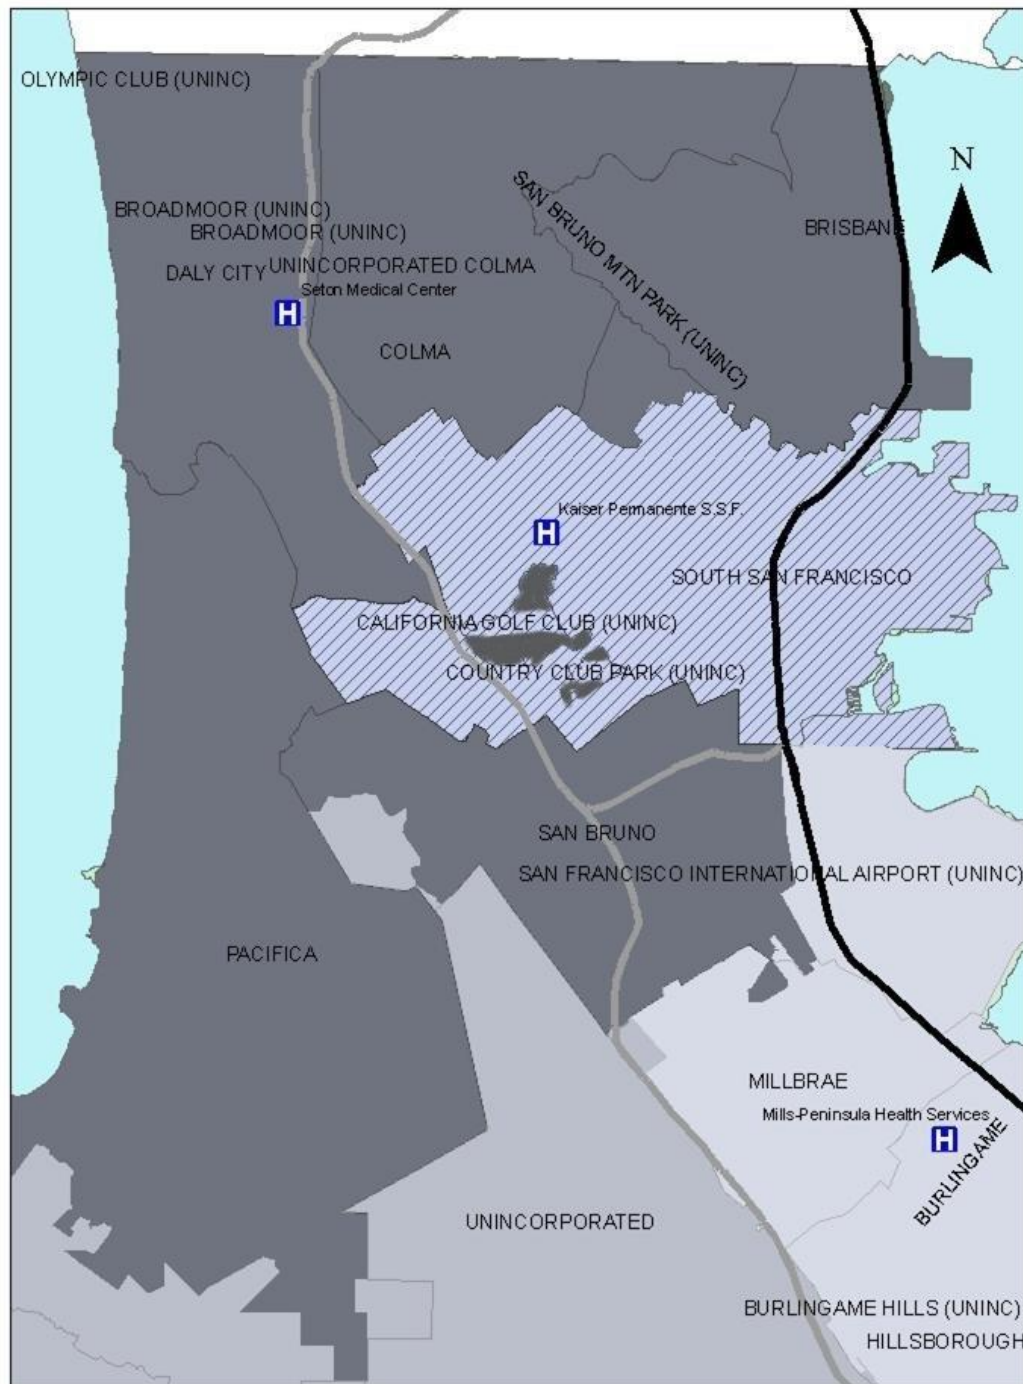 OLYMPIC CLUB (UNINC)
N
BROADMOOR (UNINC)
BROADMOOR (UNINC)
SAN BRUNO MTN PARK (UNINC)
BRISBANE
DALY CITY
UNINCORPORATED COLMA
Seton Medical Center
H
COLMA
Kaiser Permanente S.S.F.
H
SOUTH SAN FRANCISCO
CALIFORNIA GOLF CLUB (UNINC)
COUNTRY CLUB PARK (UNINC)
SAN BRUNO
SAN FRANCISCO INTERNATIONAL AIRPORT (UNINC)
PACIFICA
MILLBRAE
Mills-Peninsula Health Services
H
BURLINGAME
UNINCORPORATED
BURLINGAME HILLS (UNINC)
HILLSBOROUGH